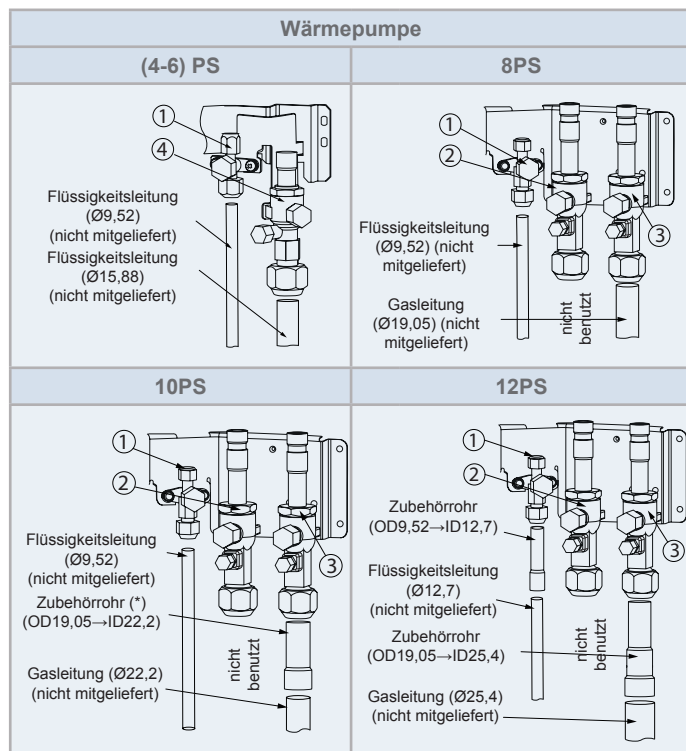 Wärmepumpe
(4-6) PS
8PS
1
4
Flüssigkeitsleitung
(Ø9,52)
(nicht mitgeliefert)
Flüssigkeitsleitung
(Ø15,88)
(nicht mitgeliefert)
1
2
3
Flüssigkeitsleitung
(Ø9,52) (nicht
mitgeliefert)
Gasleitung
(Ø19,05) (nicht
mitgeliefert)
nicht
benutzt
10PS
12PS
1
2
3
Flüssigkeitsleitung
(Ø9,52)
(nicht mitgeliefert)
Zubehörrohr (*)
(OD19,05→ID22,2)
Gasleitung (Ø22,2)
(nicht mitgeliefert)
nicht
benutzt
1
2
3
Zubehörrohr
(OD9,52→ID12,7)
Flüssigkeitsleitung
(Ø12,7)
(nicht mitgeliefert)
Zubehörrohr
(OD19,05→ID25,4)
Gasleitung (Ø25,4)
(nicht mitgeliefert)
nicht
benutzt